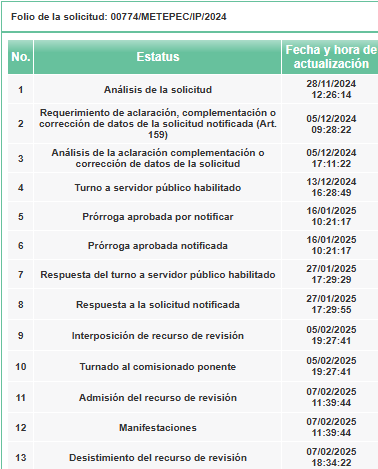 Folio de la solicitud: 00774/METEPEC/IP/2024
No. Estatus Fecha y hora de
actualización
1 Análisis de la solicitud 28/11/2024
12:26:14
2 Requerimiento de aclaración, complementación o
corrección de datos de la solicitud notificada (Art.
159) 05/12/2024
09:28:22
3 Análisis de la aclaración complementación o
corrección de datos de la solicitud 05/12/2024
17:11:22
4 Turno a servidor público habilitado 13/12/2024
16:28:49
5 Prórroga aprobada por notificar 16/01/2025
10:21:17
6 Prórroga aprobada notificada 16/01/2025
10:21:17
7 Respuesta del turno a servidor público habilitado 27/01/2025
17:29:29
8 Respuesta a la solicitud notificada 27/01/2025
17:29:55
9 Interposición de recurso de revisión 05/02/2025
19:27:41
10 Turnado al comisionado ponente 05/02/2025
19:27:41
11 Admisión del recurso de revisión 07/02/2025
11:39:44
12 Manifestaciones 07/02/2025
11:39:44
13 Desistimiento del recurso de revisión 07/02/2025
18:34:22